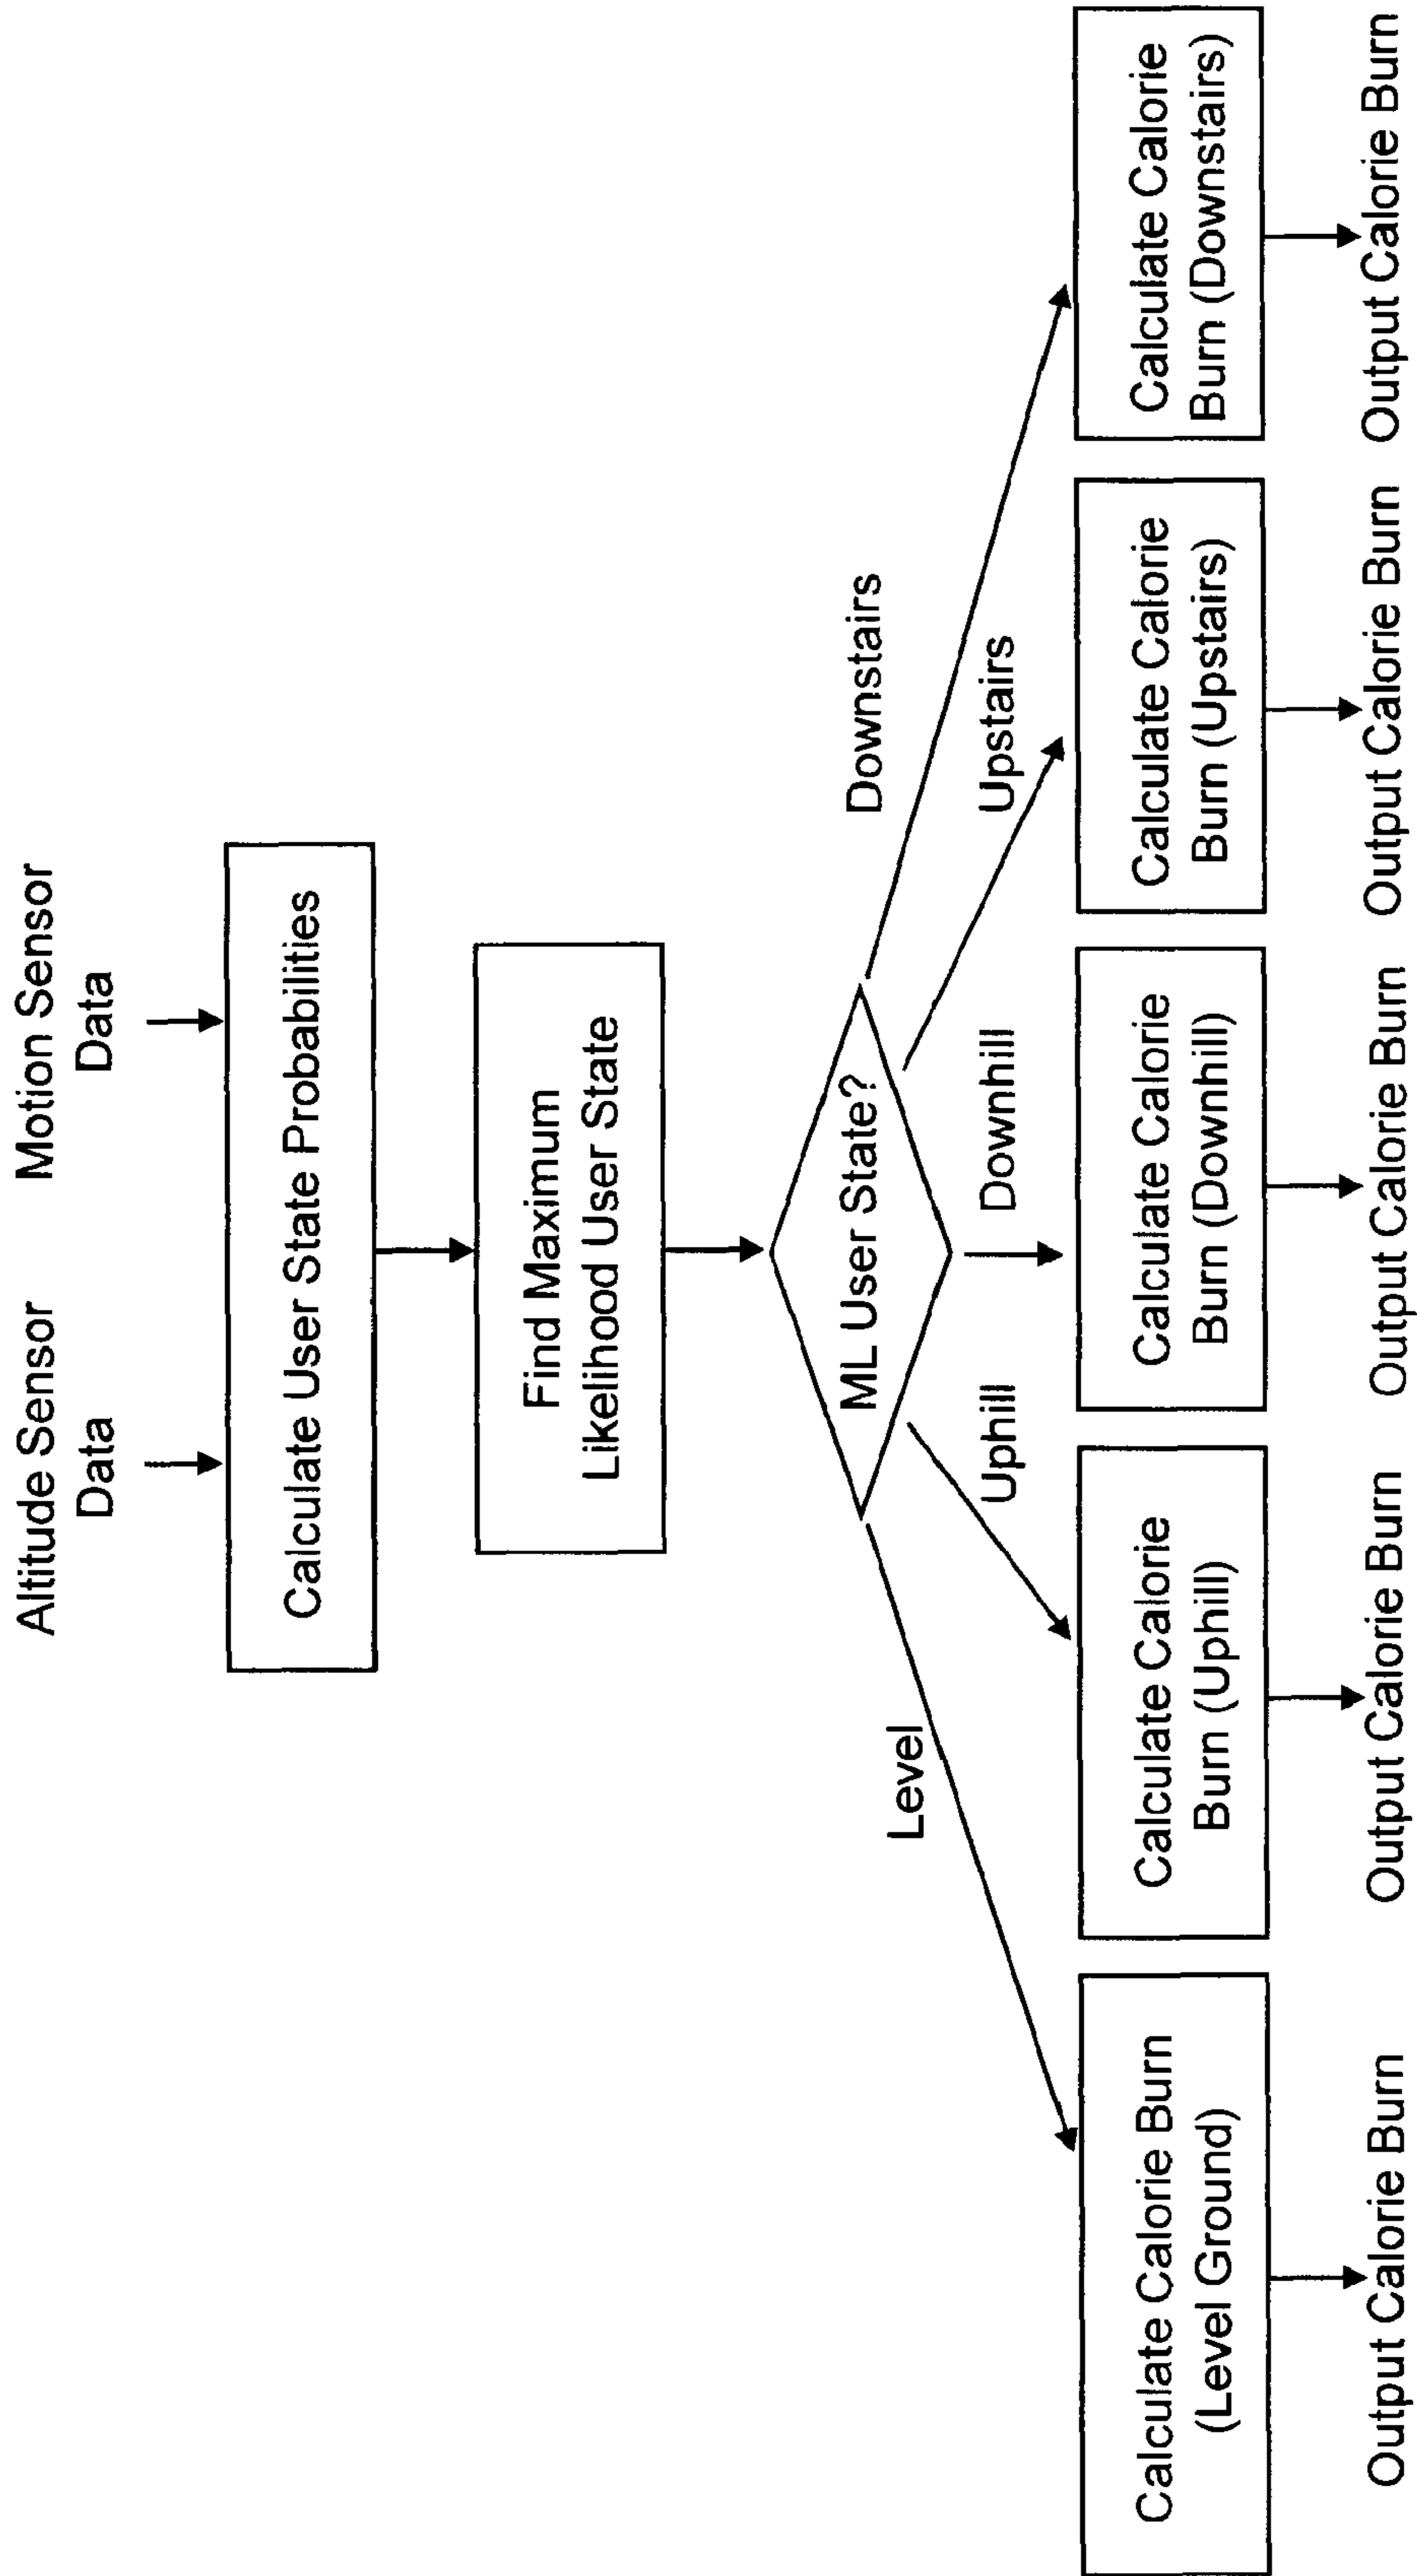 Altitude Sensor
Data
Motion Sensor
Data
Calculate User State Probabilities
Find Maximum
Likelihood User State
ML User State?
Level
Uphill
Downhill
Upstairs
Downstairs
Calculate Calorie Burn
(Level Ground)
Calculate Calorie
Burn (Uphill)
Calculate Calorie
Burn (Downhill)
Calculate Calorie
Burn (Upstairs)
Calculate Calorie
Burn (Downstairs)
Output Calorie Burn
Output Calorie Burn
Output Calorie Burn
Output Calorie Burn
Output Calorie Burn